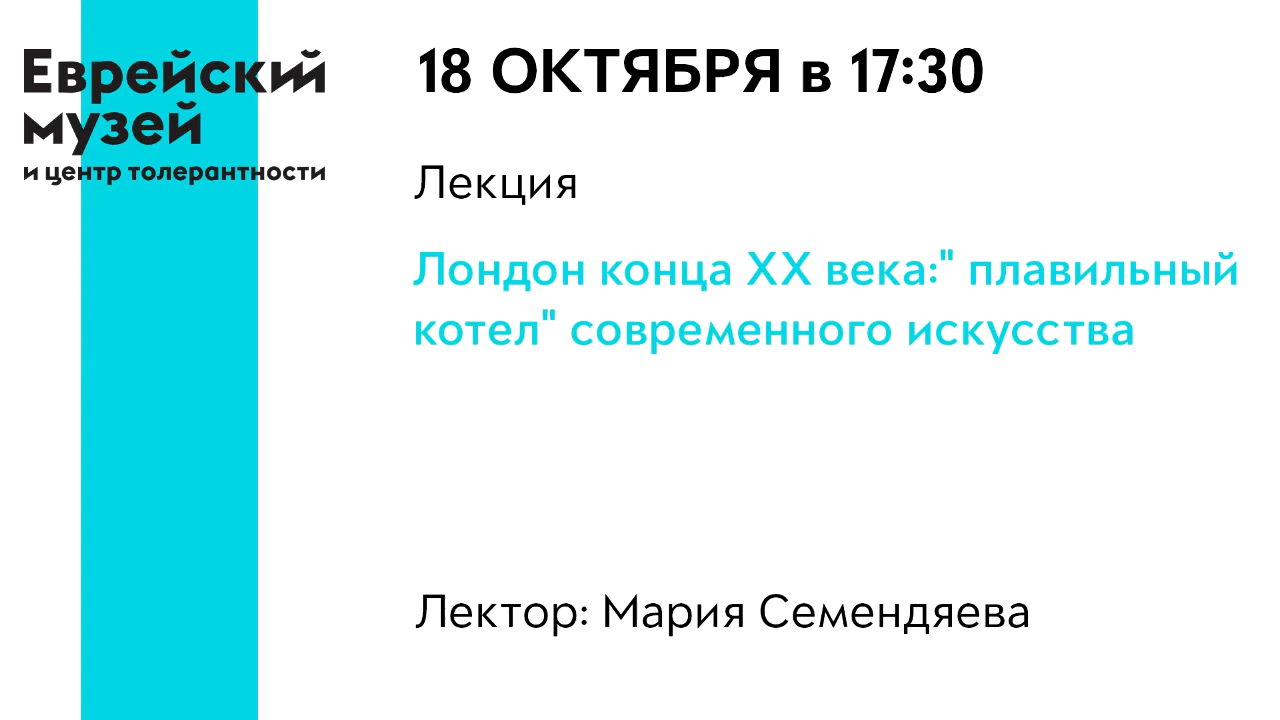 Еврейский
музей
и центр толерантности
18 ОКТЯБРЯ в 17:30
Лекция
Лондон конца XX века:" плавильный
котел" современного искусства
Лектор: Мария Семендяева